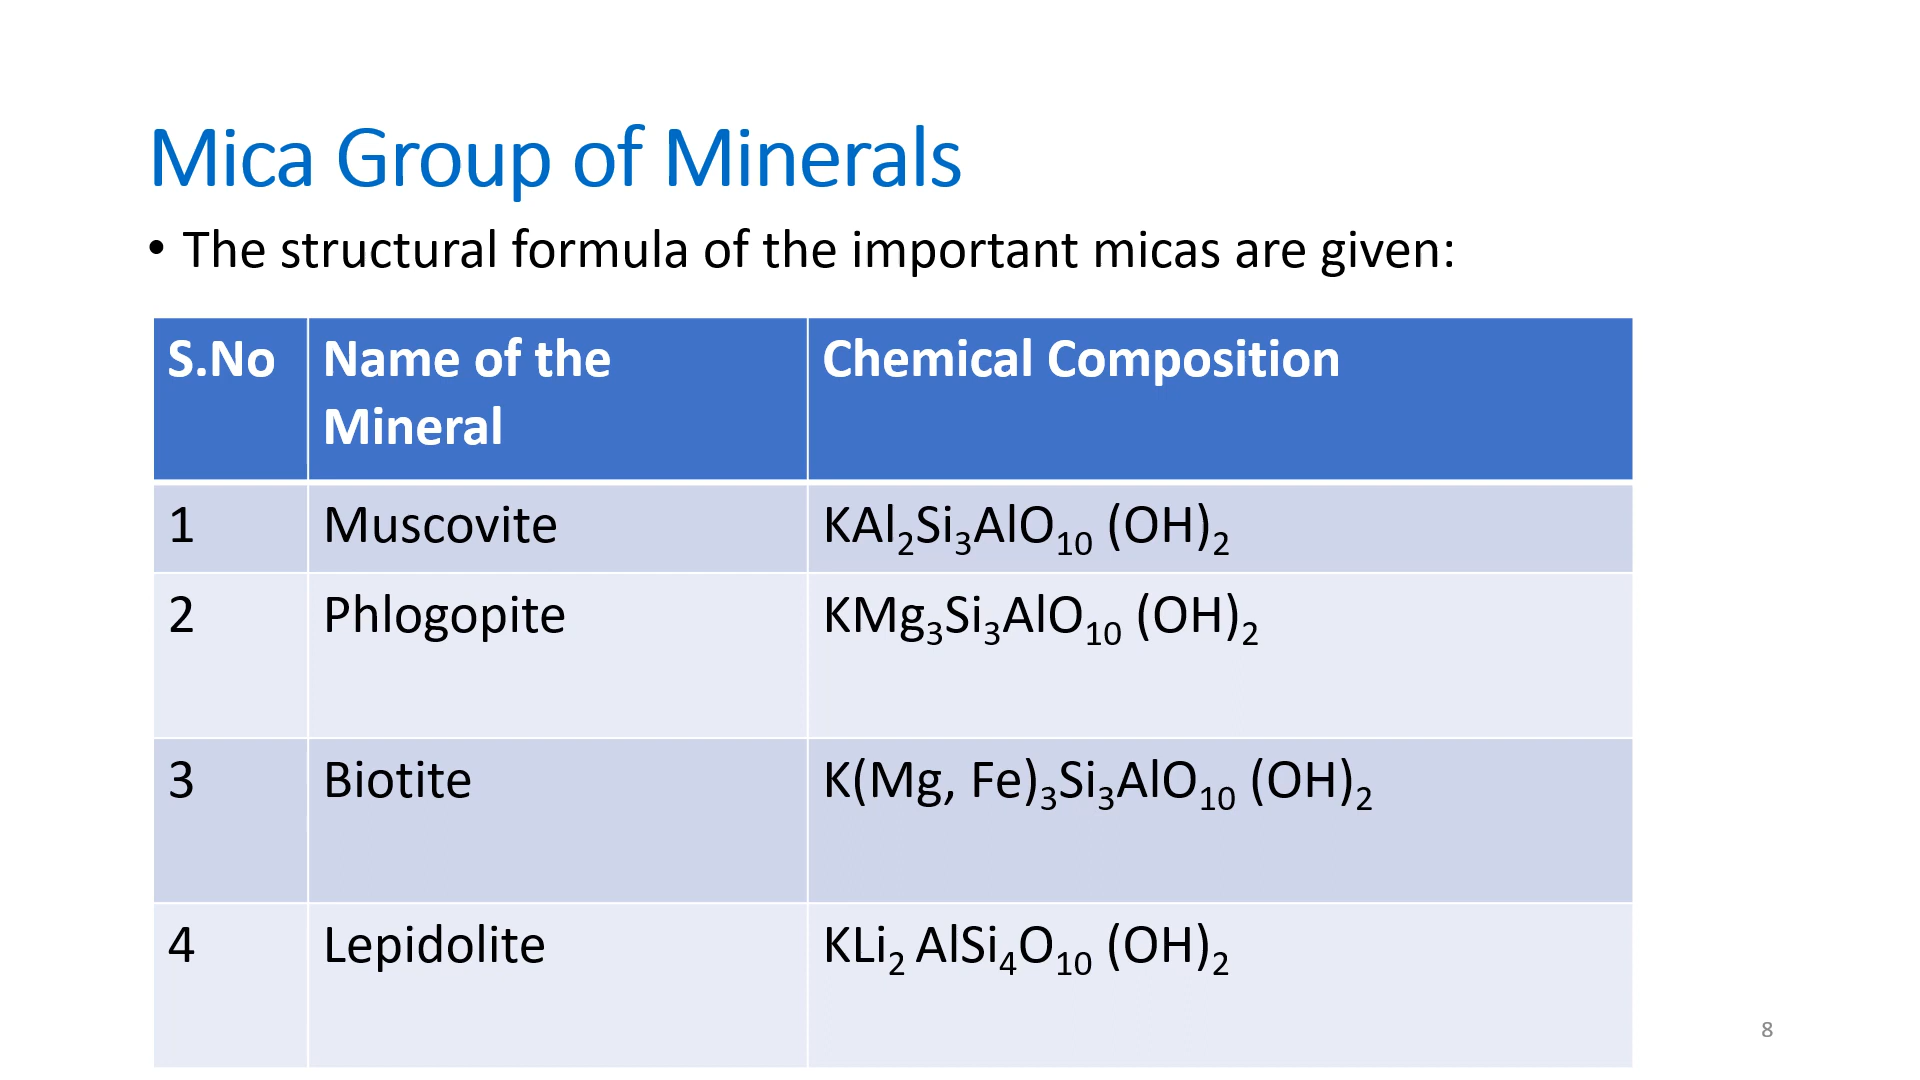 Mica Group of Minerals
• The structural formula of the important micas are given:
S.No Name of the Mineral Chemical Composition
1 Muscovite KAl₂Si₃AlO₁₀ (OH)₂
2 Phlogopite KMg₃Si₃AlO₁₀ (OH)₂
3 Biotite K(Mg, Fe)₃Si₃AlO₁₀ (OH)₂
4 Lepidolite KLi₂ AlSi₄O₁₀ (OH)₂
8